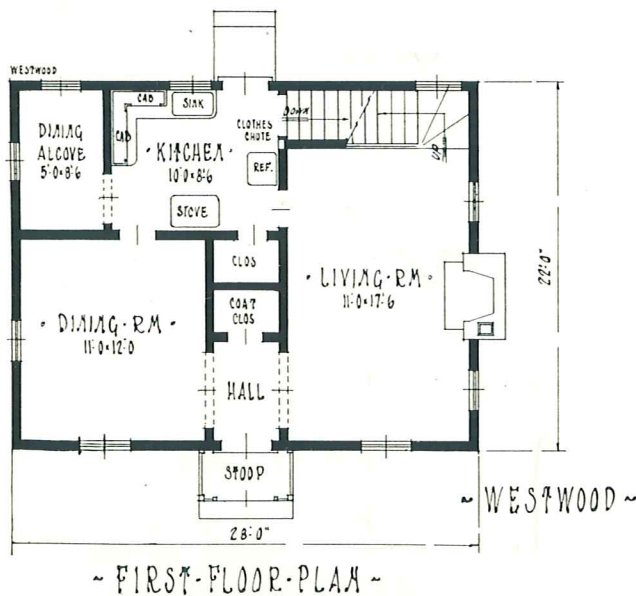 WESTWOOD
CAB
SINK
CAB
DINING
ALCOVE
5'·0×8'·6
·KITCHEN·
10'·0×8'·6
CLOTHES
CHUTE
DOWN
UP
REF.
STOVE
CLOS
·LIVING·RM·
11'·0×17'·6
22'·0"
COAT
CLOS
·DINING·RM·
11'·0×12'·0
HALL
STOOP
~WESTWOOD~
28'·0"
~FIRST·FLOOR·PLAN~